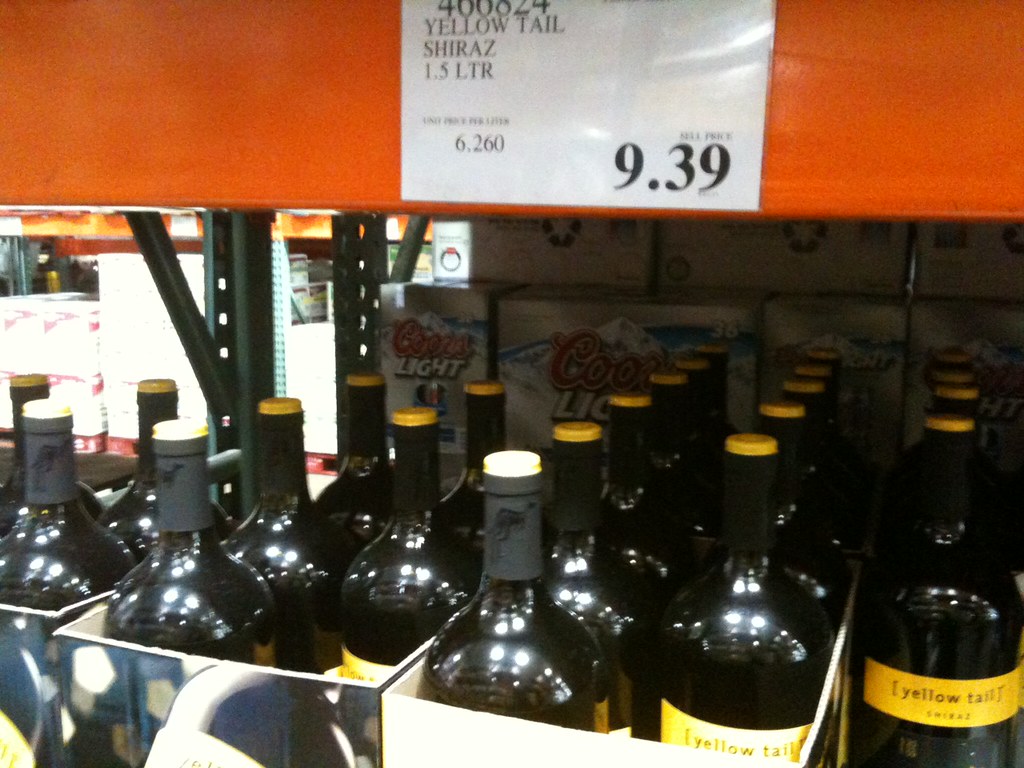 466824
YELLOW TAIL
SHIRAZ
1.5 LTR
UNIT PRICE PER LITER
6.260
SELL PRICE
9.39
Coors
LIGHT
Coors
LIGHT
36
[yellow tail]
SHIRAZ
[yellow tail